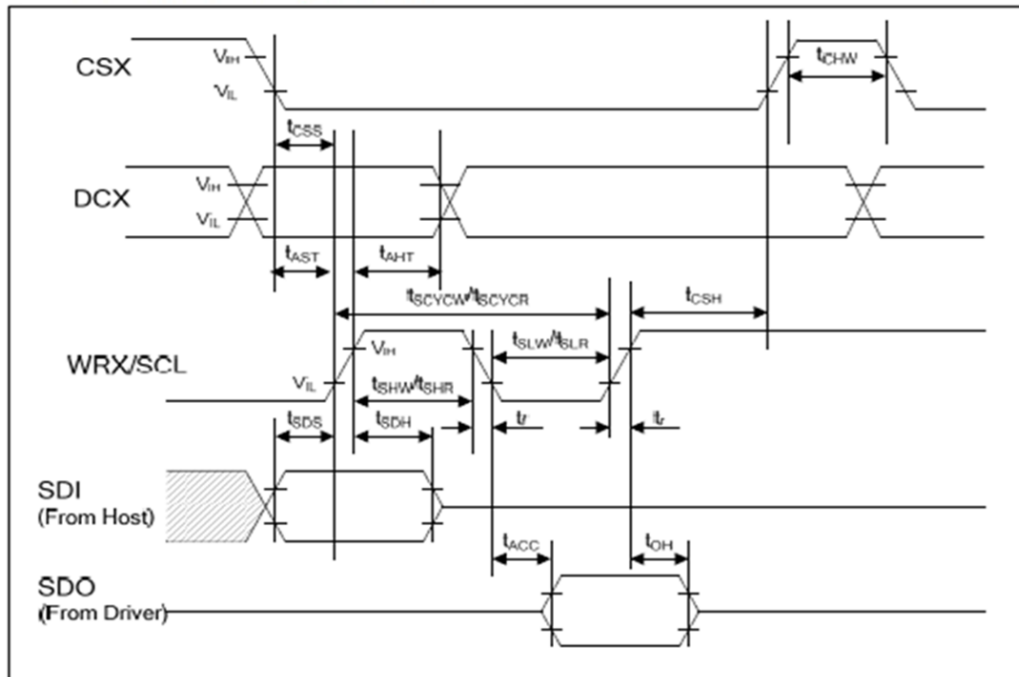 CSX
VIH
VIL
tCHW
tCSS
DCX
VIH
VIL
tAST
tAHT
tSCYCW/tSCYCR
tCSH
WRX/SCL
VIH
VIL
tSLW/tSLR
tSHW/tSHR
tSDS
tSDH
tf
tr
SDI
(From Host)
tACC
tOH
SDO
(From Driver)